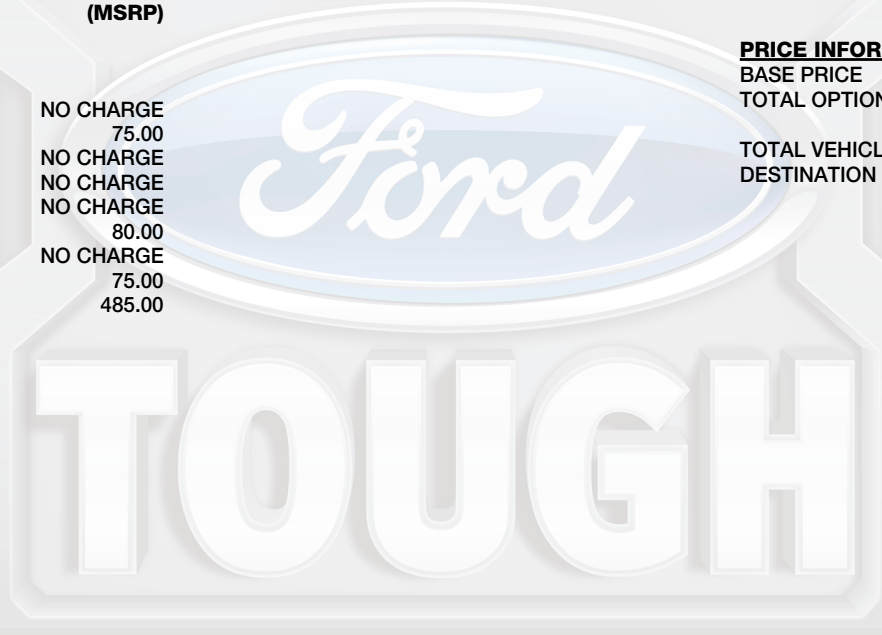 (MSRP)
NO CHARGE
75.00
NO CHARGE
NO CHARGE
NO CHARGE
80.00
NO CHARGE
75.00
485.00
PRICE INFOR
BASE PRICE
TOTAL OPTION
TOTAL VEHICL
DESTINATION
Ford
TOUGH